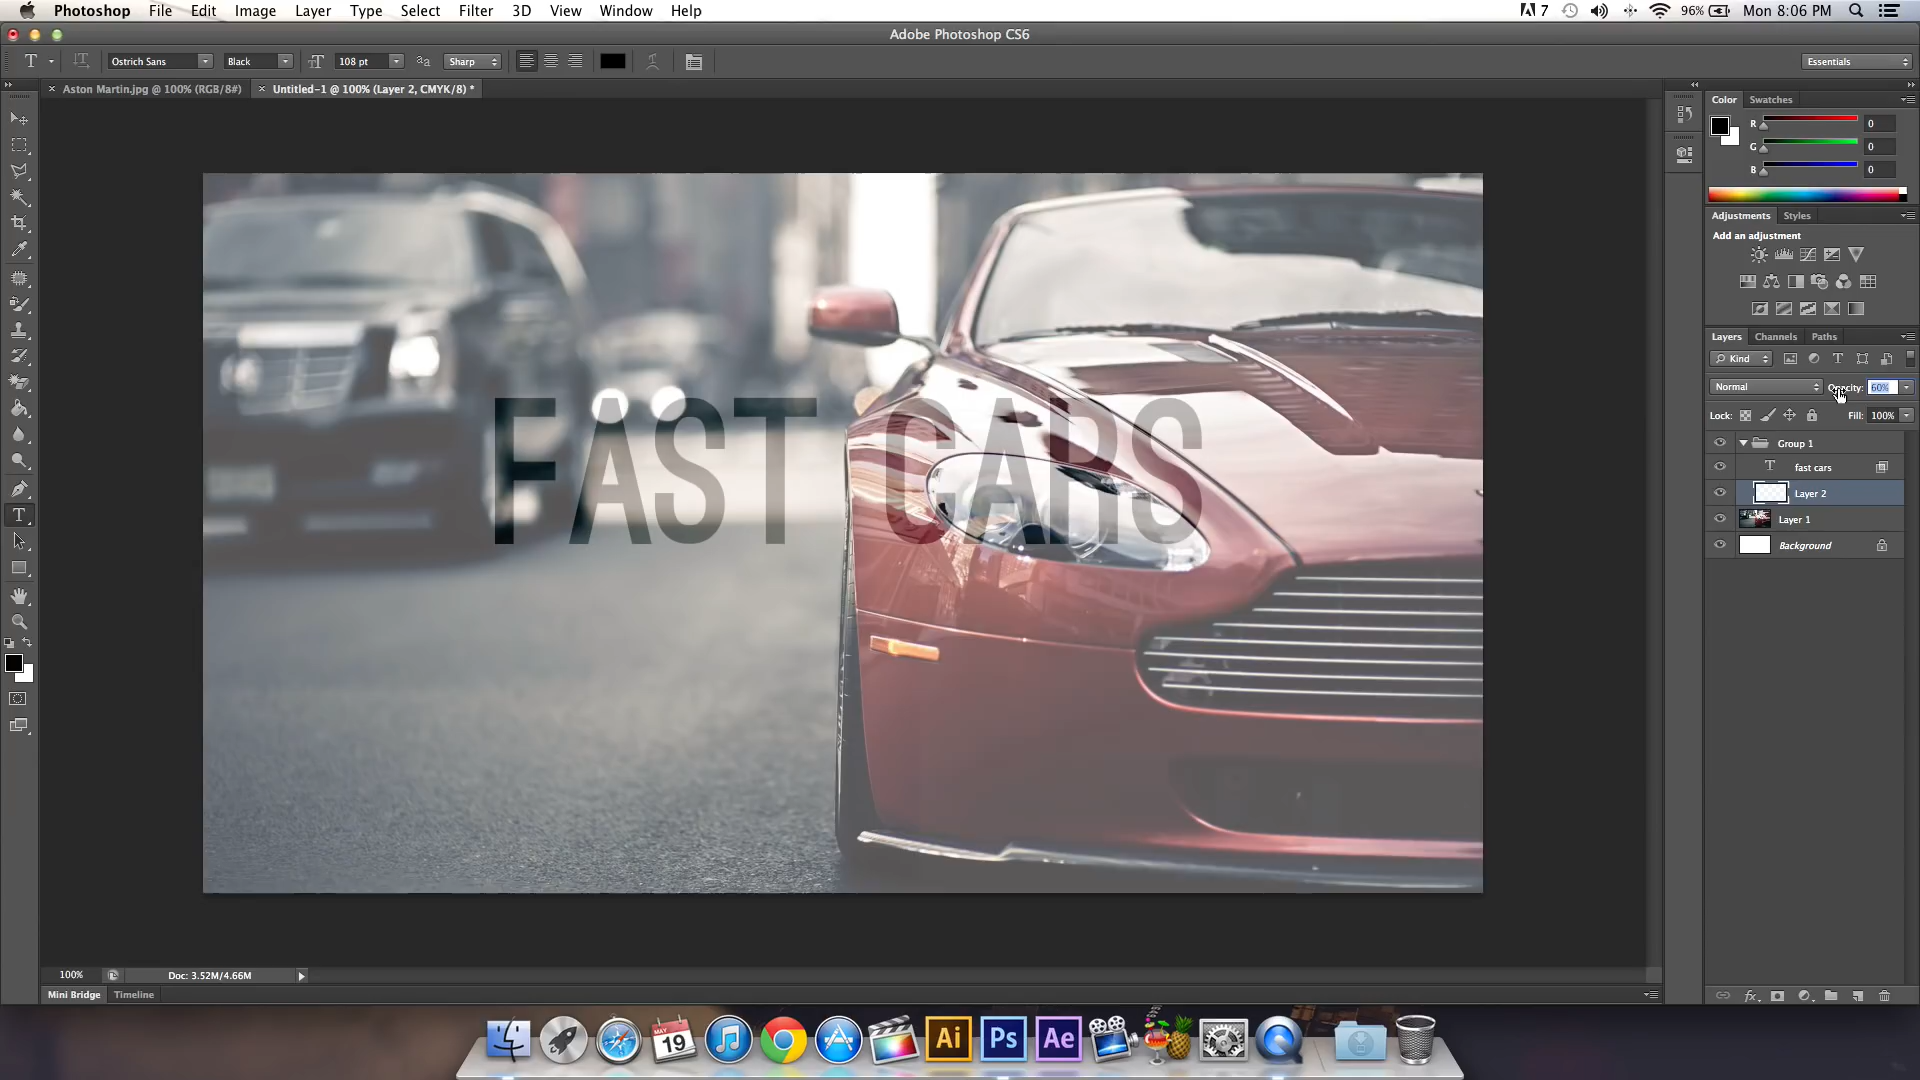 Photoshop File Edit Image Layer Type Select Filter 3D View Window Help
7 96% Mon 8:06 PM
Adobe Photoshop CS6
T Ostrich Sans Black 108 pt Sharp Essentials
Aston Martin.jpg @ 100% (RGB/8#) Untitled-1 @ 100% (Layer 2, CMYK/8) *
Color Swatches
R 0
G 0
B 0
Adjustments Styles
Add an adjustment
Layers Channels Paths
Kind
Normal Opacity: 60%
Lock: Fill: 100%
Group 1
T fast cars
Layer 2
Layer 1
Background
FAST CARS
100% Doc: 3.52M/4.66M
Mini Bridge Timeline
fx
MAY
19
Ai Ps Ae